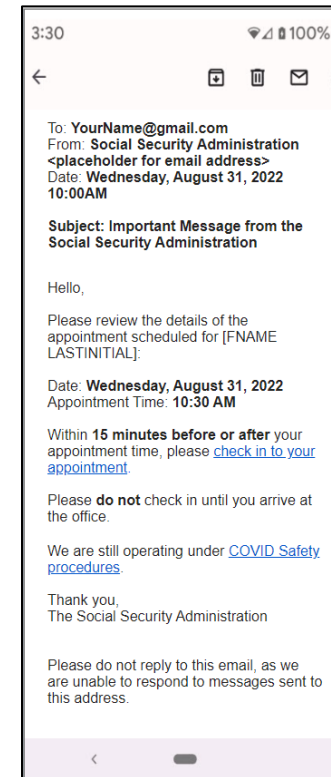 3:30
100%
To: YourName@gmail.com
From: Social Security Administration
<placeholder for email address>
Date: Wednesday, August 31, 2022
10:00AM
Subject: Important Message from the
Social Security Administration
Hello,
Please review the details of the
appointment scheduled for [FNAME
LASTINITIAL]:
Date: Wednesday, August 31, 2022
Appointment Time: 10:30 AM
Within 15 minutes before or after your
appointment time, please check in to your
appointment.
Please do not check in until you arrive at
the office.
We are still operating under COVID Safety
procedures.
Thank you,
The Social Security Administration
Please do not reply to this email, as we
are unable to respond to messages sent to
this address.